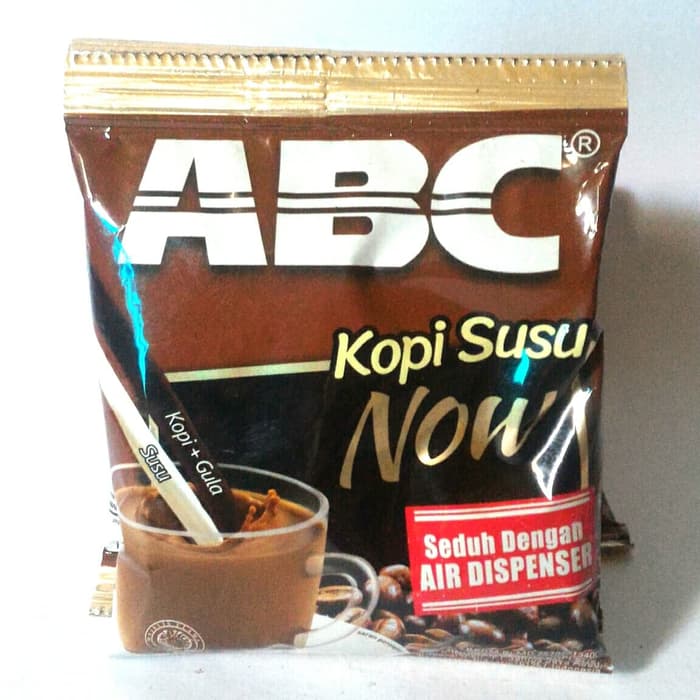 ABC®
Kopi Susu
Now
Kopi + Gula
Susu
Seduh Dengan
AIR DISPENSER